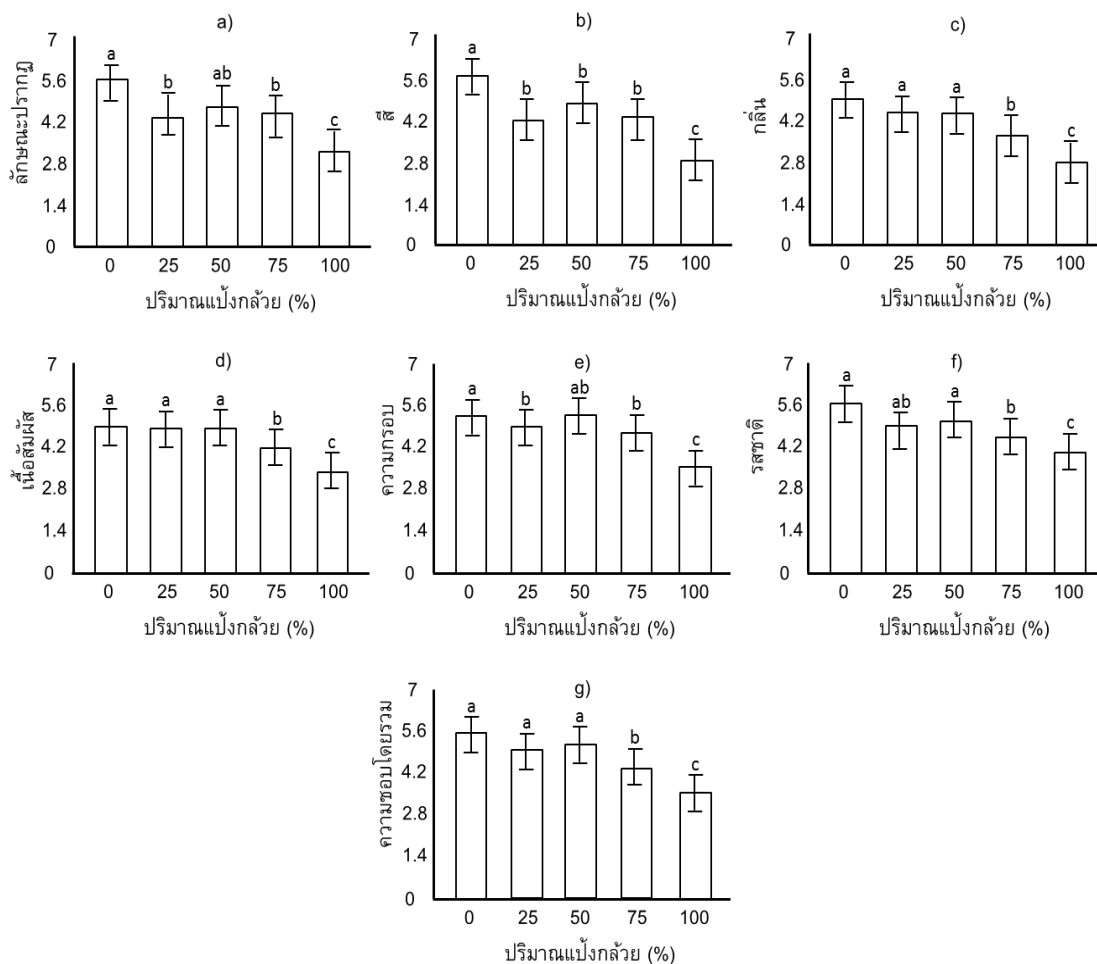 a)
7
5.6
4.2
2.8
1.4
0
ลักษณะปรากฏ
a
b
ab
b
c
0 25 50 75 100
ปริมาณแป้งกล้วย (%)
b)
7
5.6
4.2
2.8
1.4
0
สี
a
b
b
b
c
0 25 50 75 100
ปริมาณแป้งกล้วย (%)
c)
7
5.6
4.2
2.8
1.4
0
กลิ่น
a
a
a
b
c
0 25 50 75 100
ปริมาณแป้งกล้วย (%)
d)
7
5.6
4.2
2.8
1.4
0
เนื้อสัมผัส
a
a
a
b
c
0 25 50 75 100
ปริมาณแป้งกล้วย (%)
e)
7
5.6
4.2
2.8
1.4
0
ความกรอบ
a
b
ab
b
c
0 25 50 75 100
ปริมาณแป้งกล้วย (%)
f)
7
5.6
4.2
2.8
1.4
0
รสชาติ
a
ab
a
b
c
0 25 50 75 100
ปริมาณแป้งกล้วย (%)
g)
7
5.6
4.2
2.8
1.4
0
ความชอบโดยรวม
a
a
a
b
c
0 25 50 75 100
ปริมาณแป้งกล้วย (%)